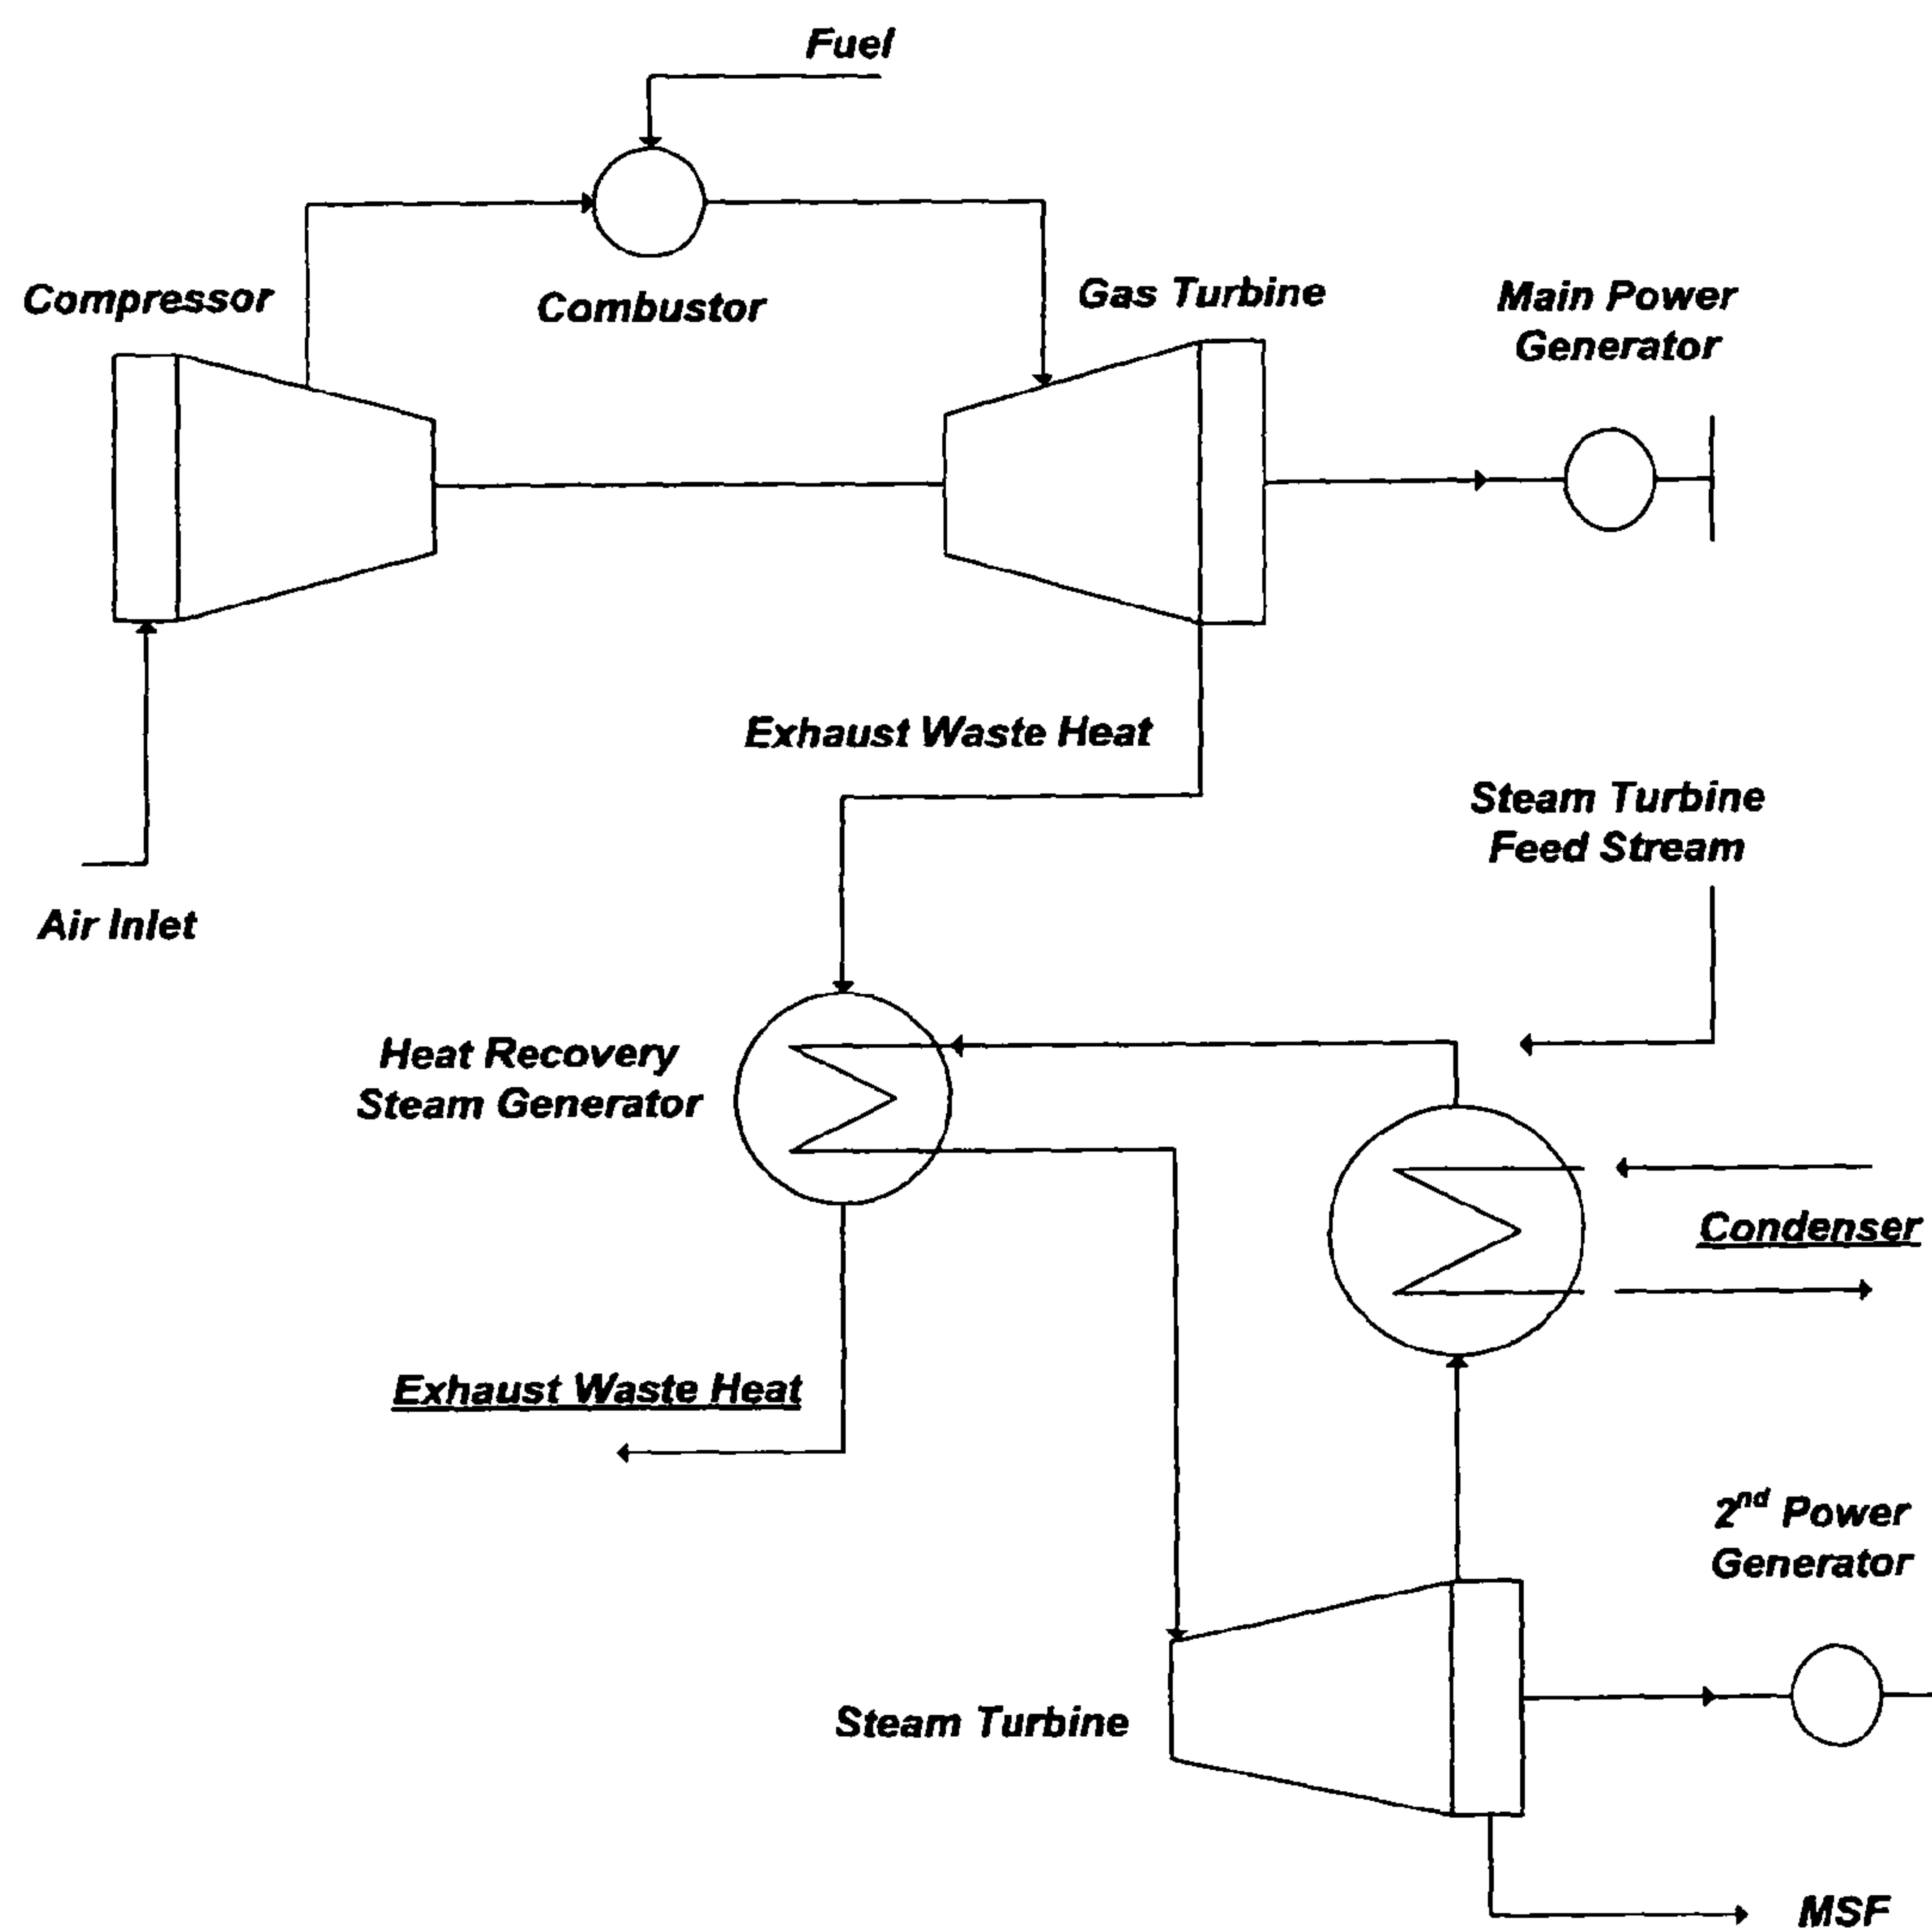 Fuel
Compressor
Combustor
Gas Turbine
Main Power
Generator
Exhaust Waste Heat
Steam Turbine
Feed Stream
Air Inlet
Heat Recovery
Steam Generator
Condenser
Exhaust Waste Heat
2nd Power
Generator
Steam Turbine
MSF